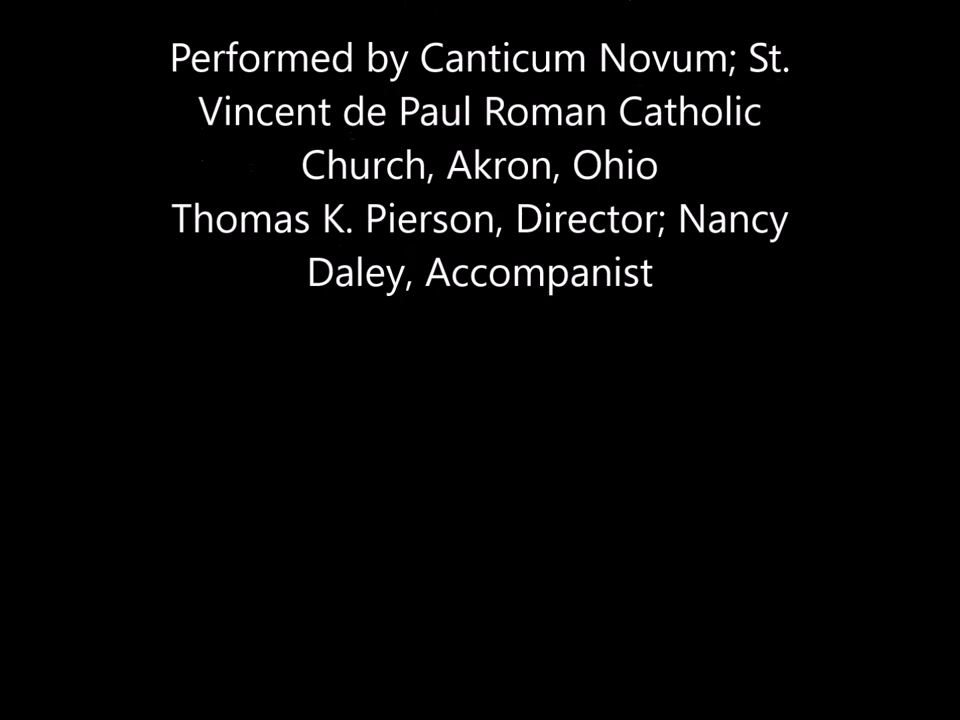 Performed by Canticum Novum; St.
Vincent de Paul Roman Catholic
Church, Akron, Ohio
Thomas K. Pierson, Director; Nancy
Daley, Accompanist